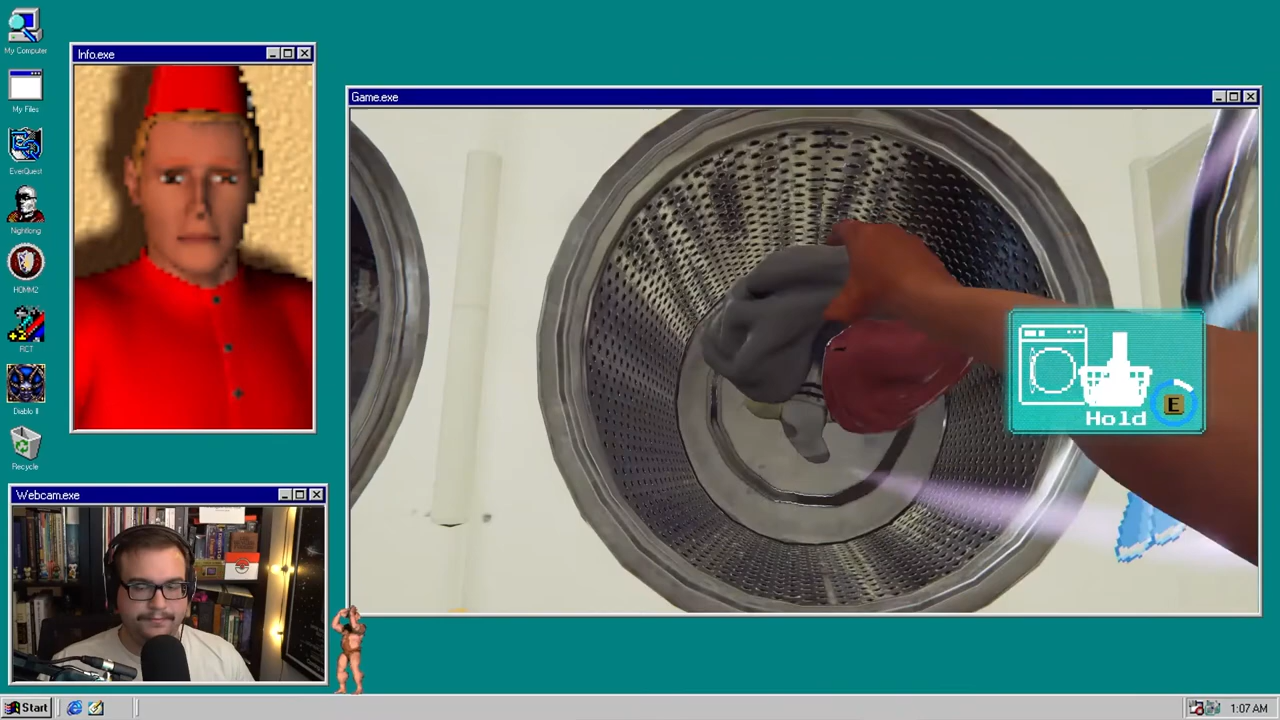 My Computer
My Files
EverQuest
Nightlong
HOMM2
RCT
Diablo II
Recycle
Info.exe
Game.exe
Hold
E
Webcam.exe
Start
1:07 AM